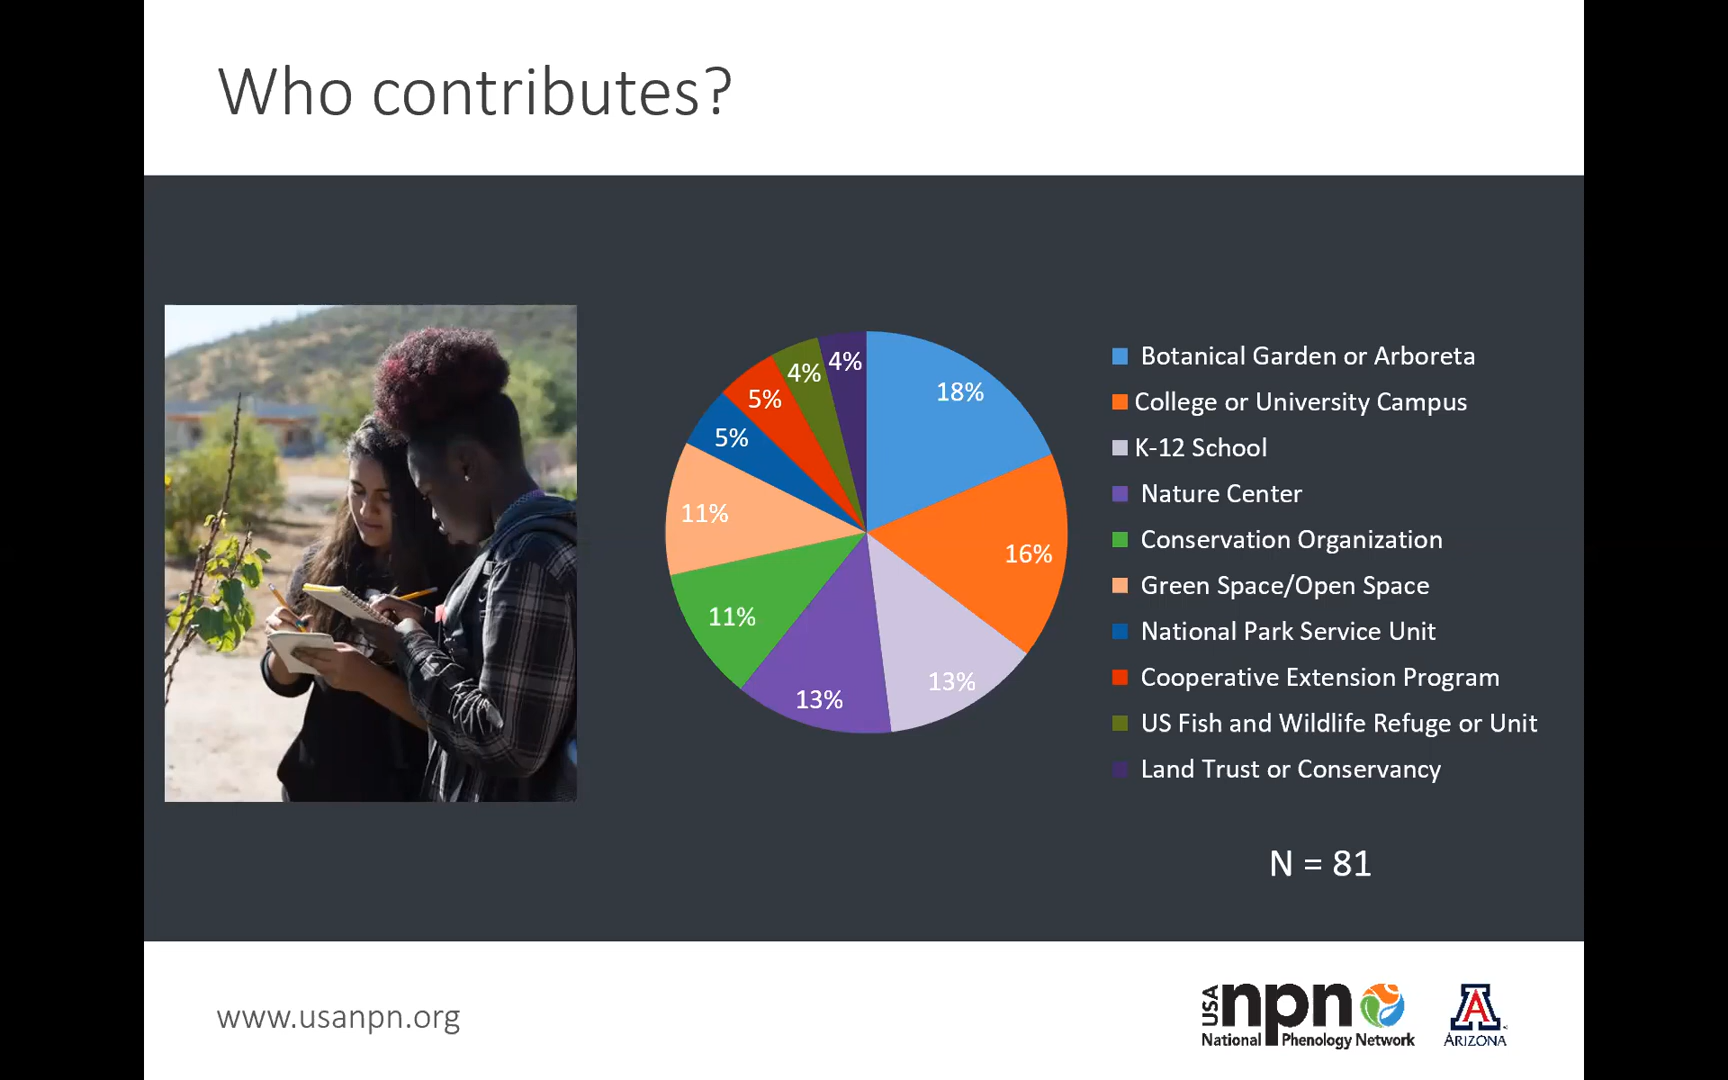 Who contributes?
4%
4%
5%
5%
11%
11%
13%
13%
16%
18%
Botanical Garden or Arboreta
College or University Campus
K-12 School
Nature Center
Conservation Organization
Green Space/Open Space
National Park Service Unit
Cooperative Extension Program
US Fish and Wildlife Refuge or Unit
Land Trust or Conservancy
N = 81
www.usanpn.org
USA npn
National Phenology Network
A
ARIZONA